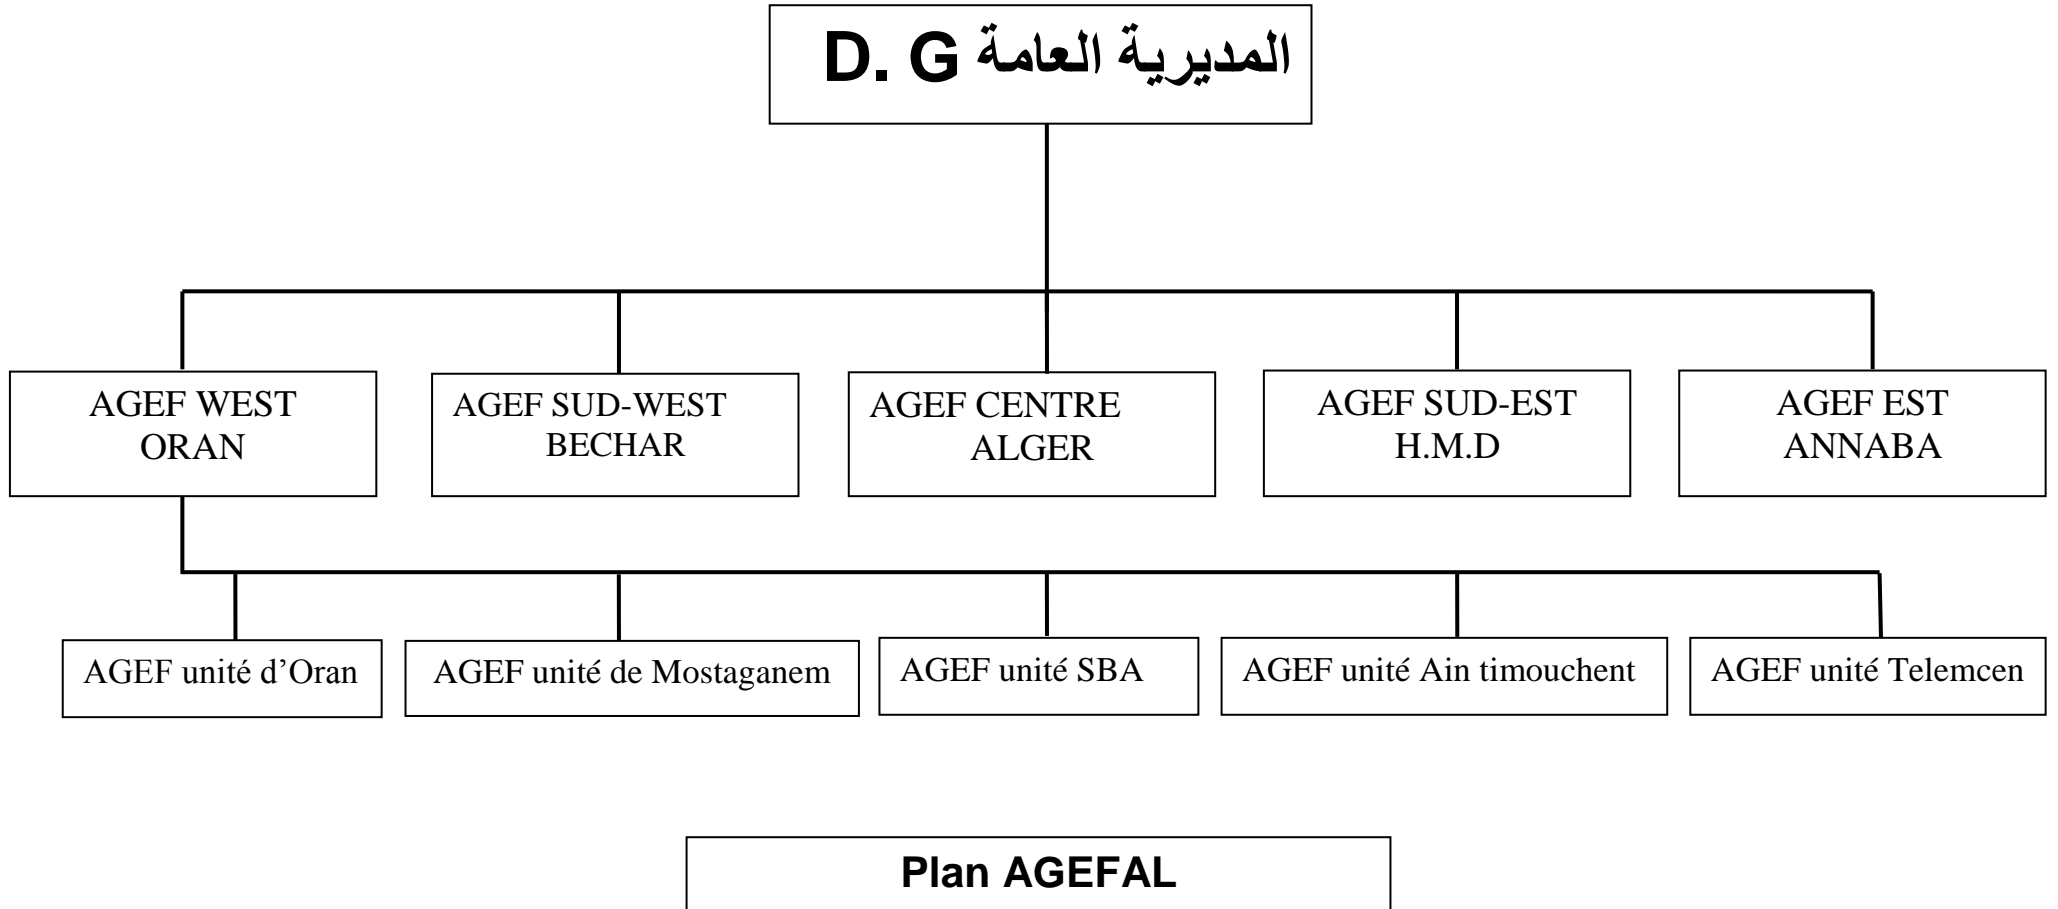 المديرية العامة D. G
AGEF WEST
ORAN
AGEF SUD-WEST
BECHAR
AGEF CENTRE
ALGER
AGEF SUD-EST
H.M.D
AGEF EST
ANNABA
AGEF unité d’Oran
AGEF unité de Mostaganem
AGEF unité SBA
AGEF unité Ain timouchent
AGEF unité Telemcen
Plan AGEFAL